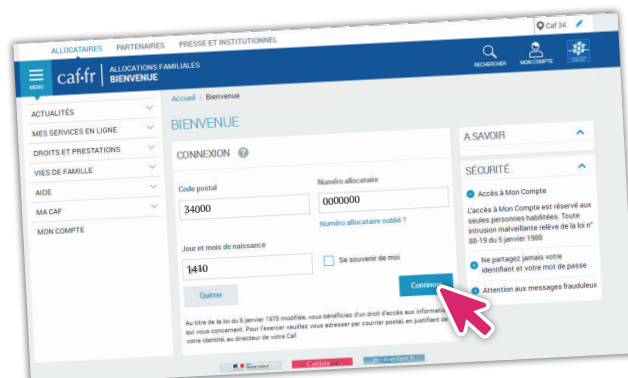 Caf 34
ALLOCATAIRES PARTENAIRES PRESSE ET INSTITUTIONNEL
MENU
caf.fr
ALLOCATIONS FAMILIALES
BIENVENUE
RECHERCHER
MON COMPTE
ACTUALITÉS
MES SERVICES EN LIGNE
DROITS ET PRESTATIONS
VIES DE FAMILLE
AIDE
MA CAF
MON COMPTE
Accueil / Bienvenue
BIENVENUE
CONNEXION ?
Code postal
34000
Numéro allocataire
0000000
Numéro allocataire oublié ?
Jour et mois de naissance
1410
Se souvenir de moi
Quitter
Continuer
Au titre de la loi du 6 janvier 1978 modifiée, vous bénéficiez d'un droit d'accès aux informations
qui vous concernent. Pour l'exercer veuillez vous adresser par courrier postal, en justifiant de
votre identité, au directeur de votre Caf.
A SAVOIR
SÉCURITÉ
Accès à Mon Compte
L'accès à Mon Compte est réservé aux
seules personnes habilitées. Toute
intrusion malveillante relève de la loi n°
88-19 du 5 janvier 1988
Ne partagez jamais votre
identifiant et votre mot de passe
Attention aux messages frauduleux
Cafdata